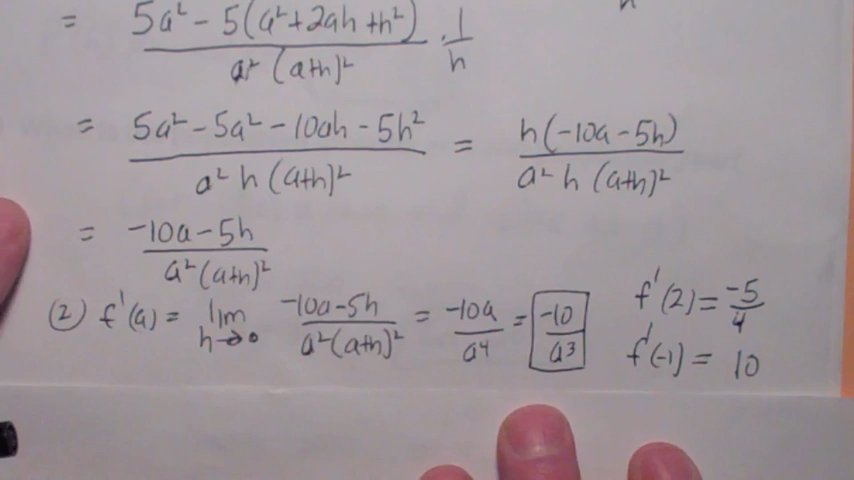 = 5a² - 5(a² + 2ah + h²) / a² (a+h)² · 1/h
= 5a² - 5a² - 10ah - 5h² / a² h (a+h)² = h(-10a - 5h) / a² h (a+h)²
= -10a - 5h / a² (a+h)²
(2) f'(a) = lim h→0 -10a - 5h / a² (a+h)² = -10a / a⁴ = -10 / a³ f'(2) = -5/4
f'(-1) = 10